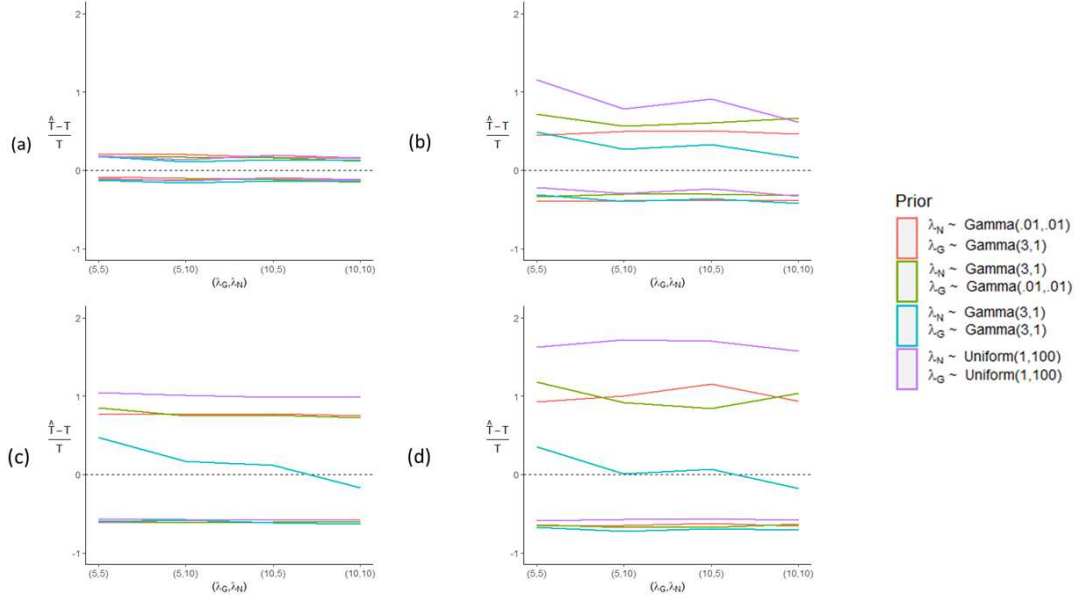 2
1
0
-1
T̂ – T
T
(a)
(5,5)
(5,10)
(10,5)
(10,10)
(λG,λN)
2
1
0
-1
T̂ – T
T
(b)
(5,5)
(5,10)
(10,5)
(10,10)
(λG,λN)
2
1
0
-1
T̂ – T
T
(c)
(5,5)
(5,10)
(10,5)
(10,10)
(λG,λN)
2
1
0
-1
T̂ – T
T
(d)
(5,5)
(5,10)
(10,5)
(10,10)
(λG,λN)
Prior
λN ~ Gamma(.01,.01)
λG ~ Gamma(3,1)
λN ~ Gamma(3,1)
λG ~ Gamma(.01,.01)
λN ~ Gamma(3,1)
λG ~ Gamma(3,1)
λN ~ Uniform(1,100)
λG ~ Uniform(1,100)